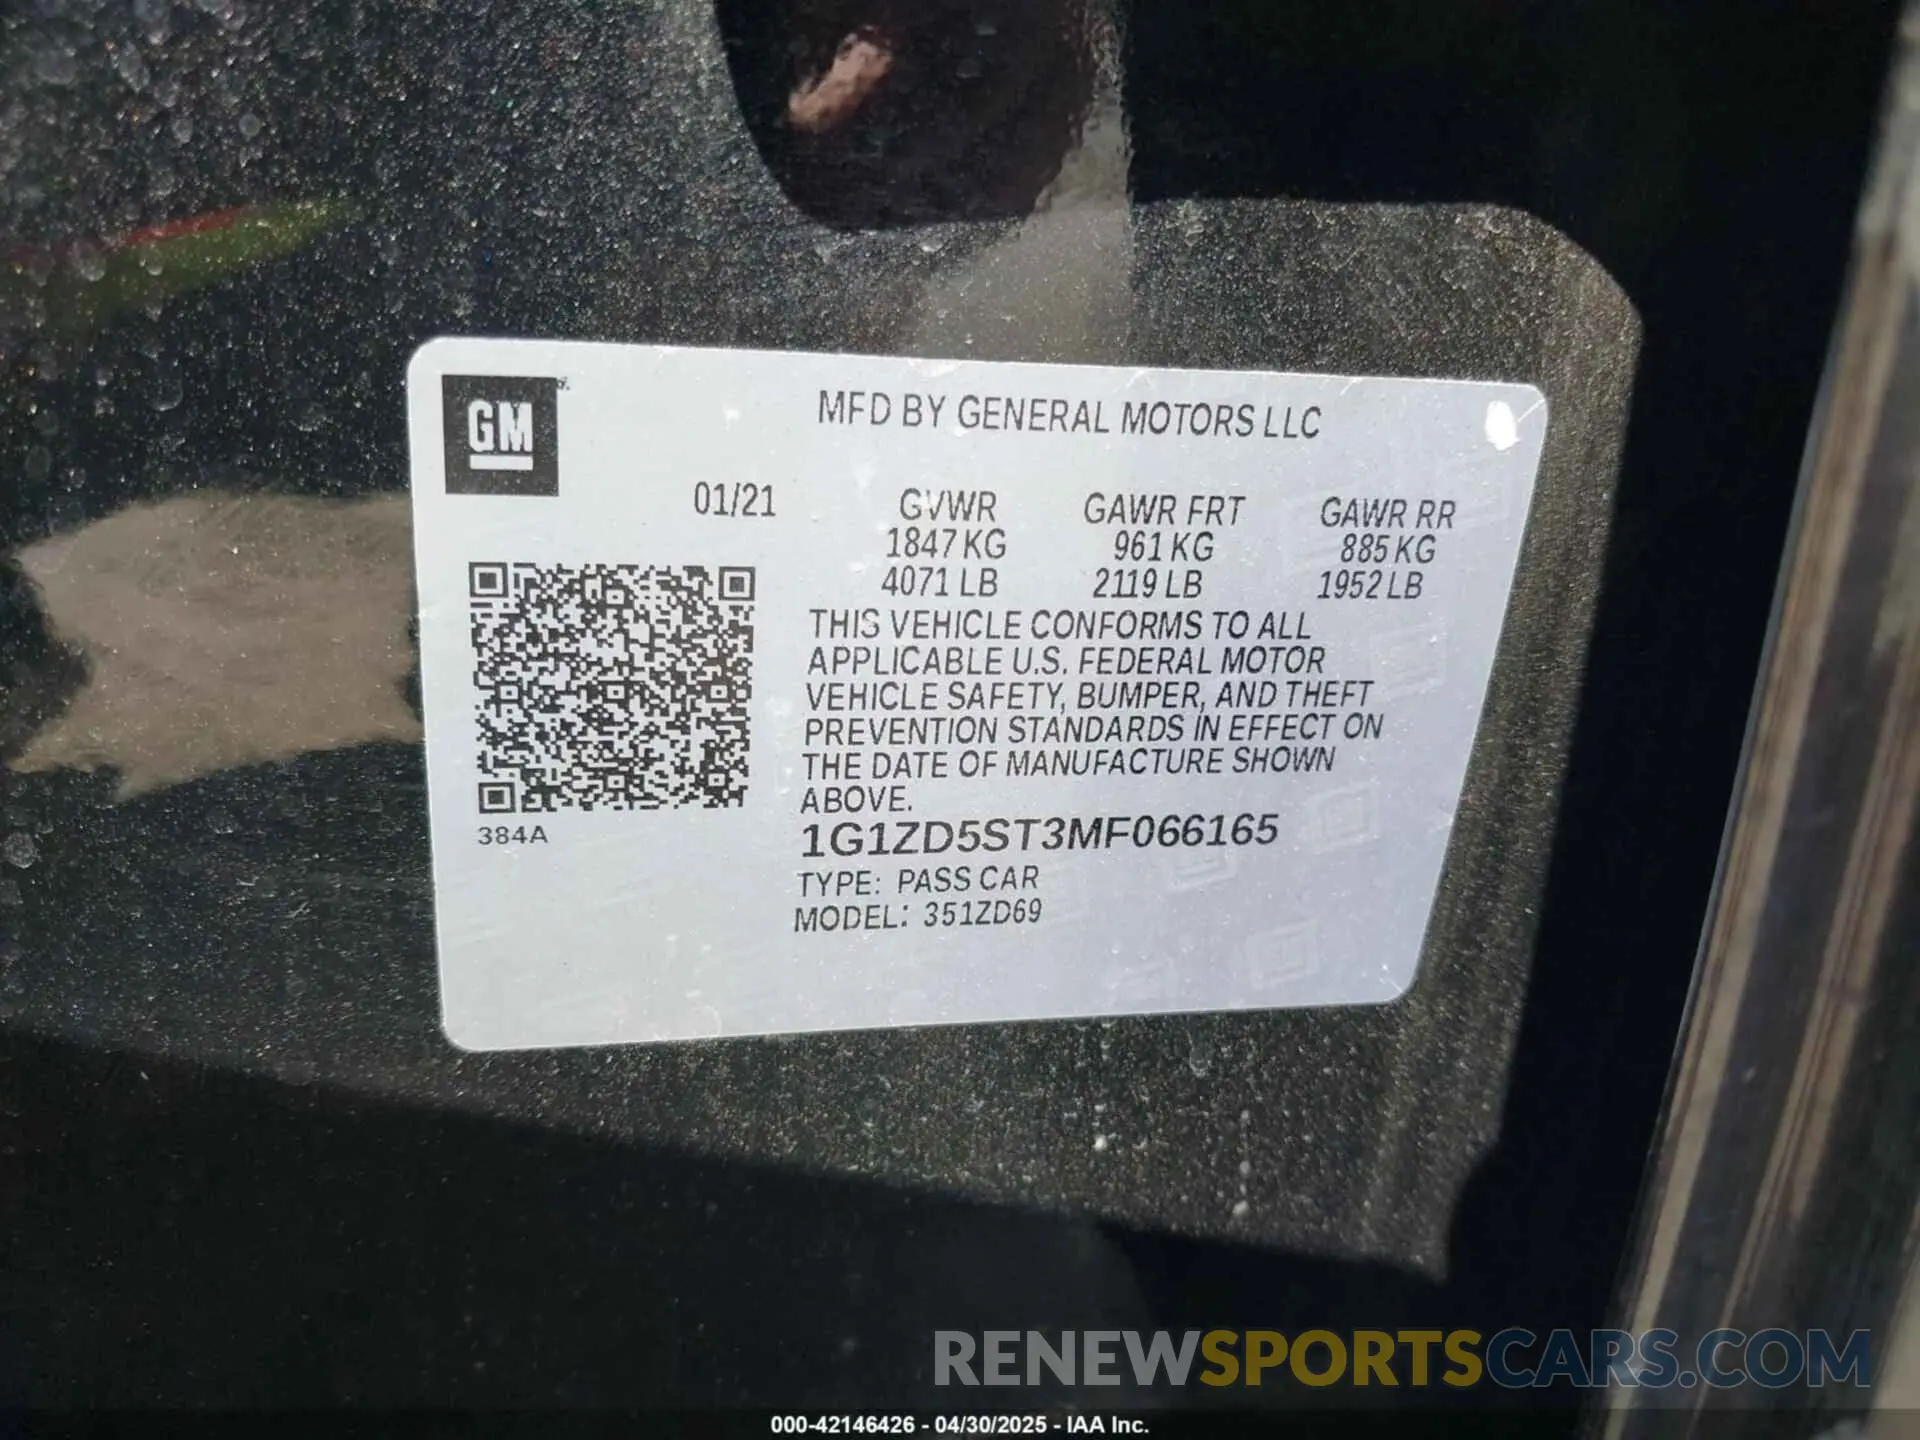 GM
MFD BY GENERAL MOTORS LLC
01/21 GVWR GAWR FRT GAWR RR
1847 KG 961 KG 885 KG
4071 LB 2119 LB 1952 LB
THIS VEHICLE CONFORMS TO ALL
APPLICABLE U.S. FEDERAL MOTOR
VEHICLE SAFETY, BUMPER, AND THEFT
PREVENTION STANDARDS IN EFFECT ON
THE DATE OF MANUFACTURE SHOWN
ABOVE.
384A
1G1ZD5ST3MF066165
TYPE: PASS CAR
MODEL: 351ZD69
RENEWSPORTSCARS.COM
000-42146426 - 04/30/2025 - IAA Inc.